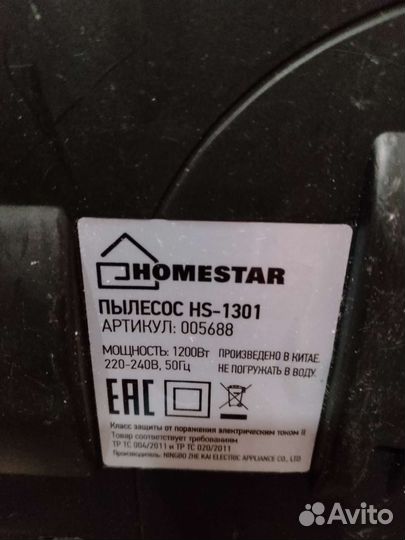 HOMESTAR
ПЫЛЕСОС HS-1301
АРТИКУЛ: 005688
МОЩНОСТЬ: 1200Вт
220-240В, 50Гц
ПРОИЗВЕДЕНО В КИТАЕ.
НЕ ПОГРУЖАТЬ В ВОДУ.
EAC
Класс защиты от поражения электрическим током II
Товар соответствует требованиям
ТР ТС 004/2011 и ТР ТС 020/2011
Производитель: NINGBO ZHE KAI ELECTRIC APPLIANCE CO., LTD
Avito